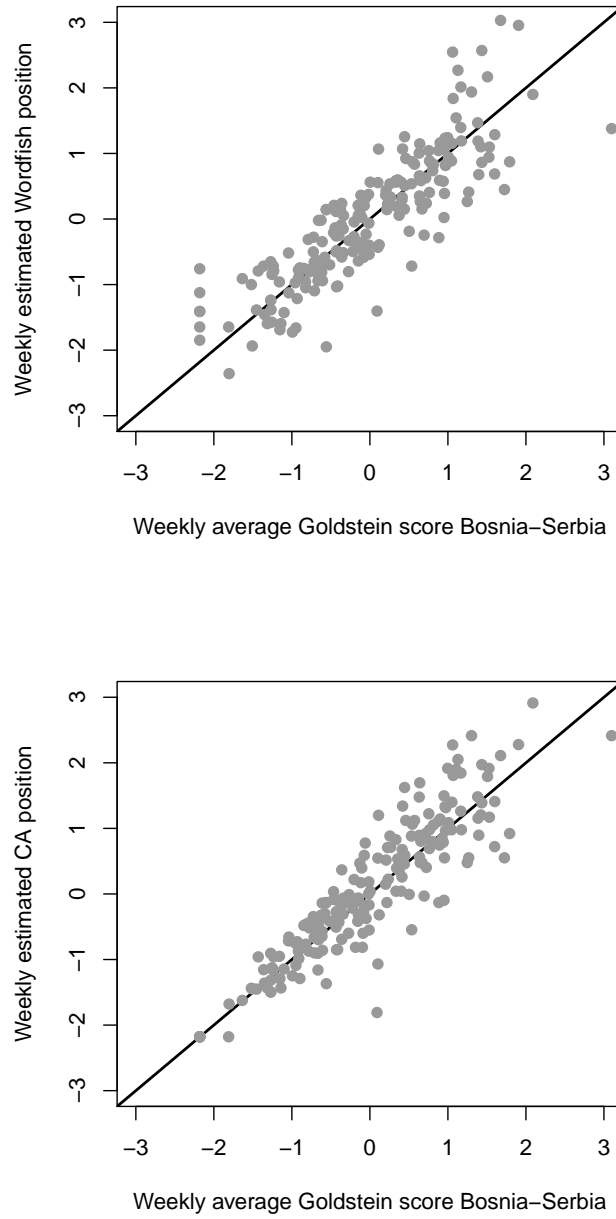 3
2
1
0
−1
−2
−3
Weekly estimated Wordfish position
−3 −2 −1 0 1 2 3
Weekly average Goldstein score Bosnia−Serbia
3
2
1
0
−1
−2
−3
Weekly estimated CA position
−3 −2 −1 0 1 2 3
Weekly average Goldstein score Bosnia−Serbia